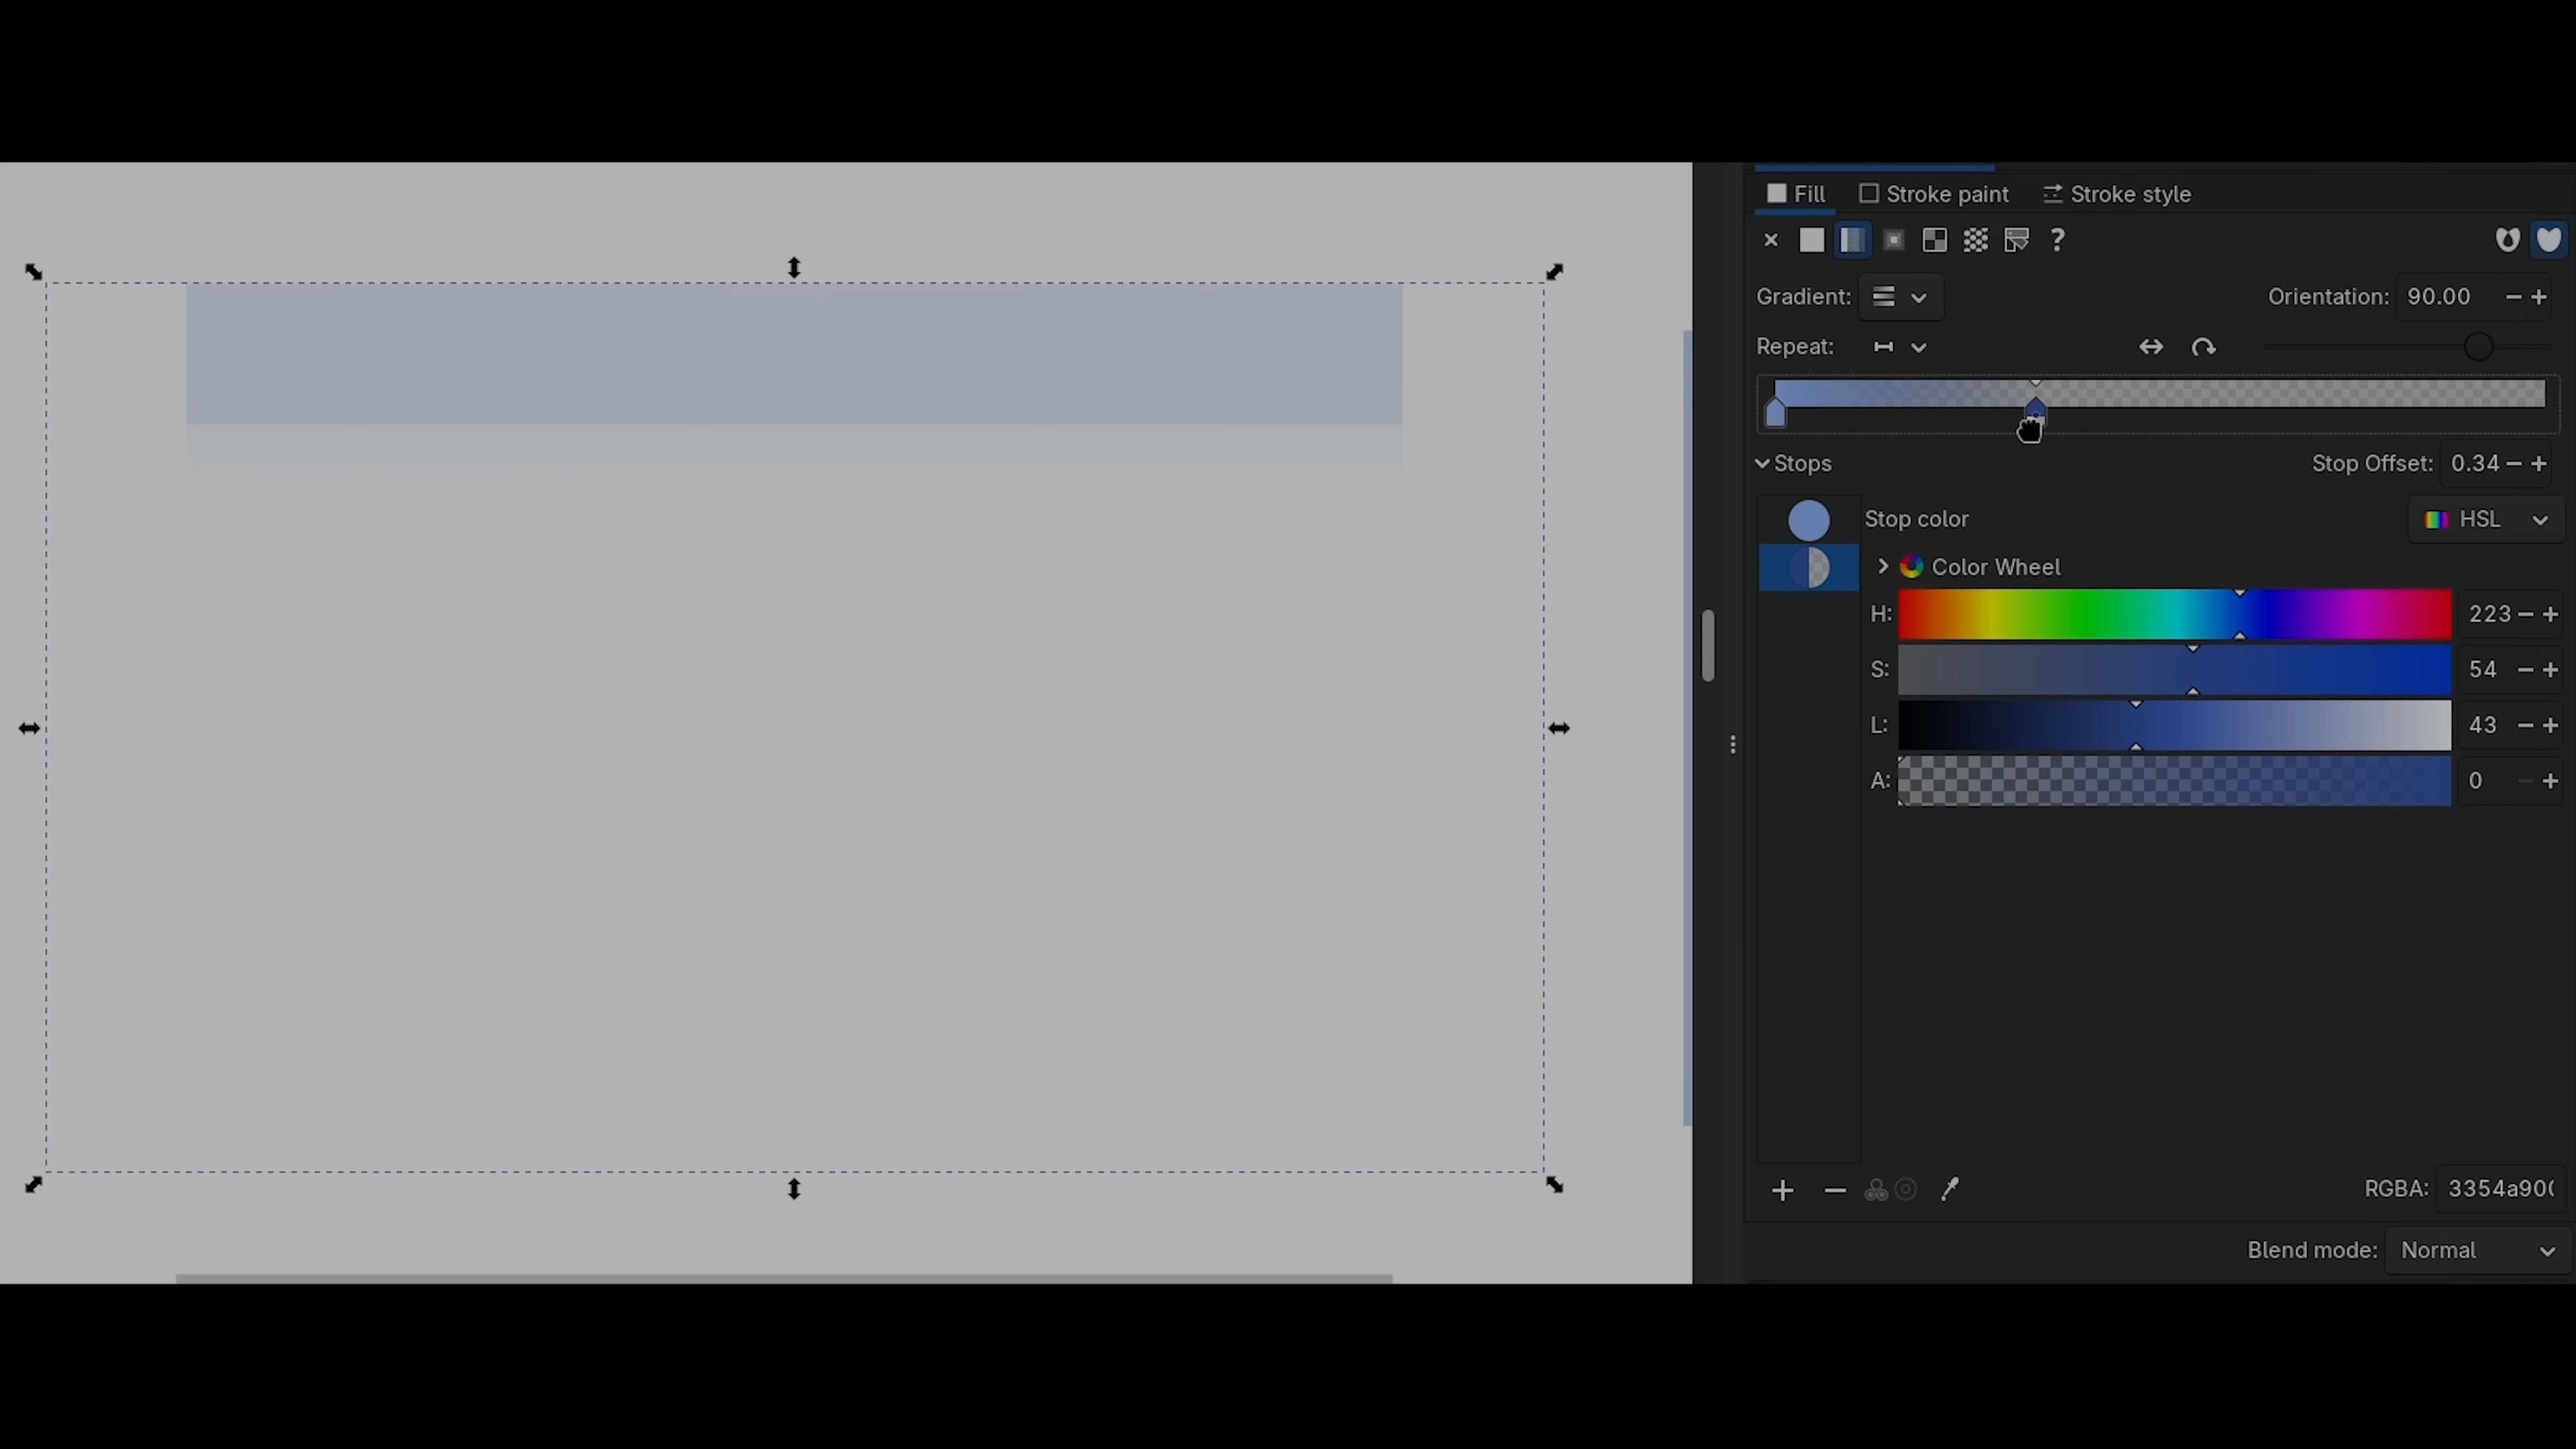 Fill Stroke paint Stroke style
?
Gradient: Orientation: 90.00
Repeat:
Stops Stop Offset: 0.34
Stop color HSL
Color Wheel
H: 223
S: 54
L: 43
A: 0
RGBA: 3354a90(
Blend mode: Normal